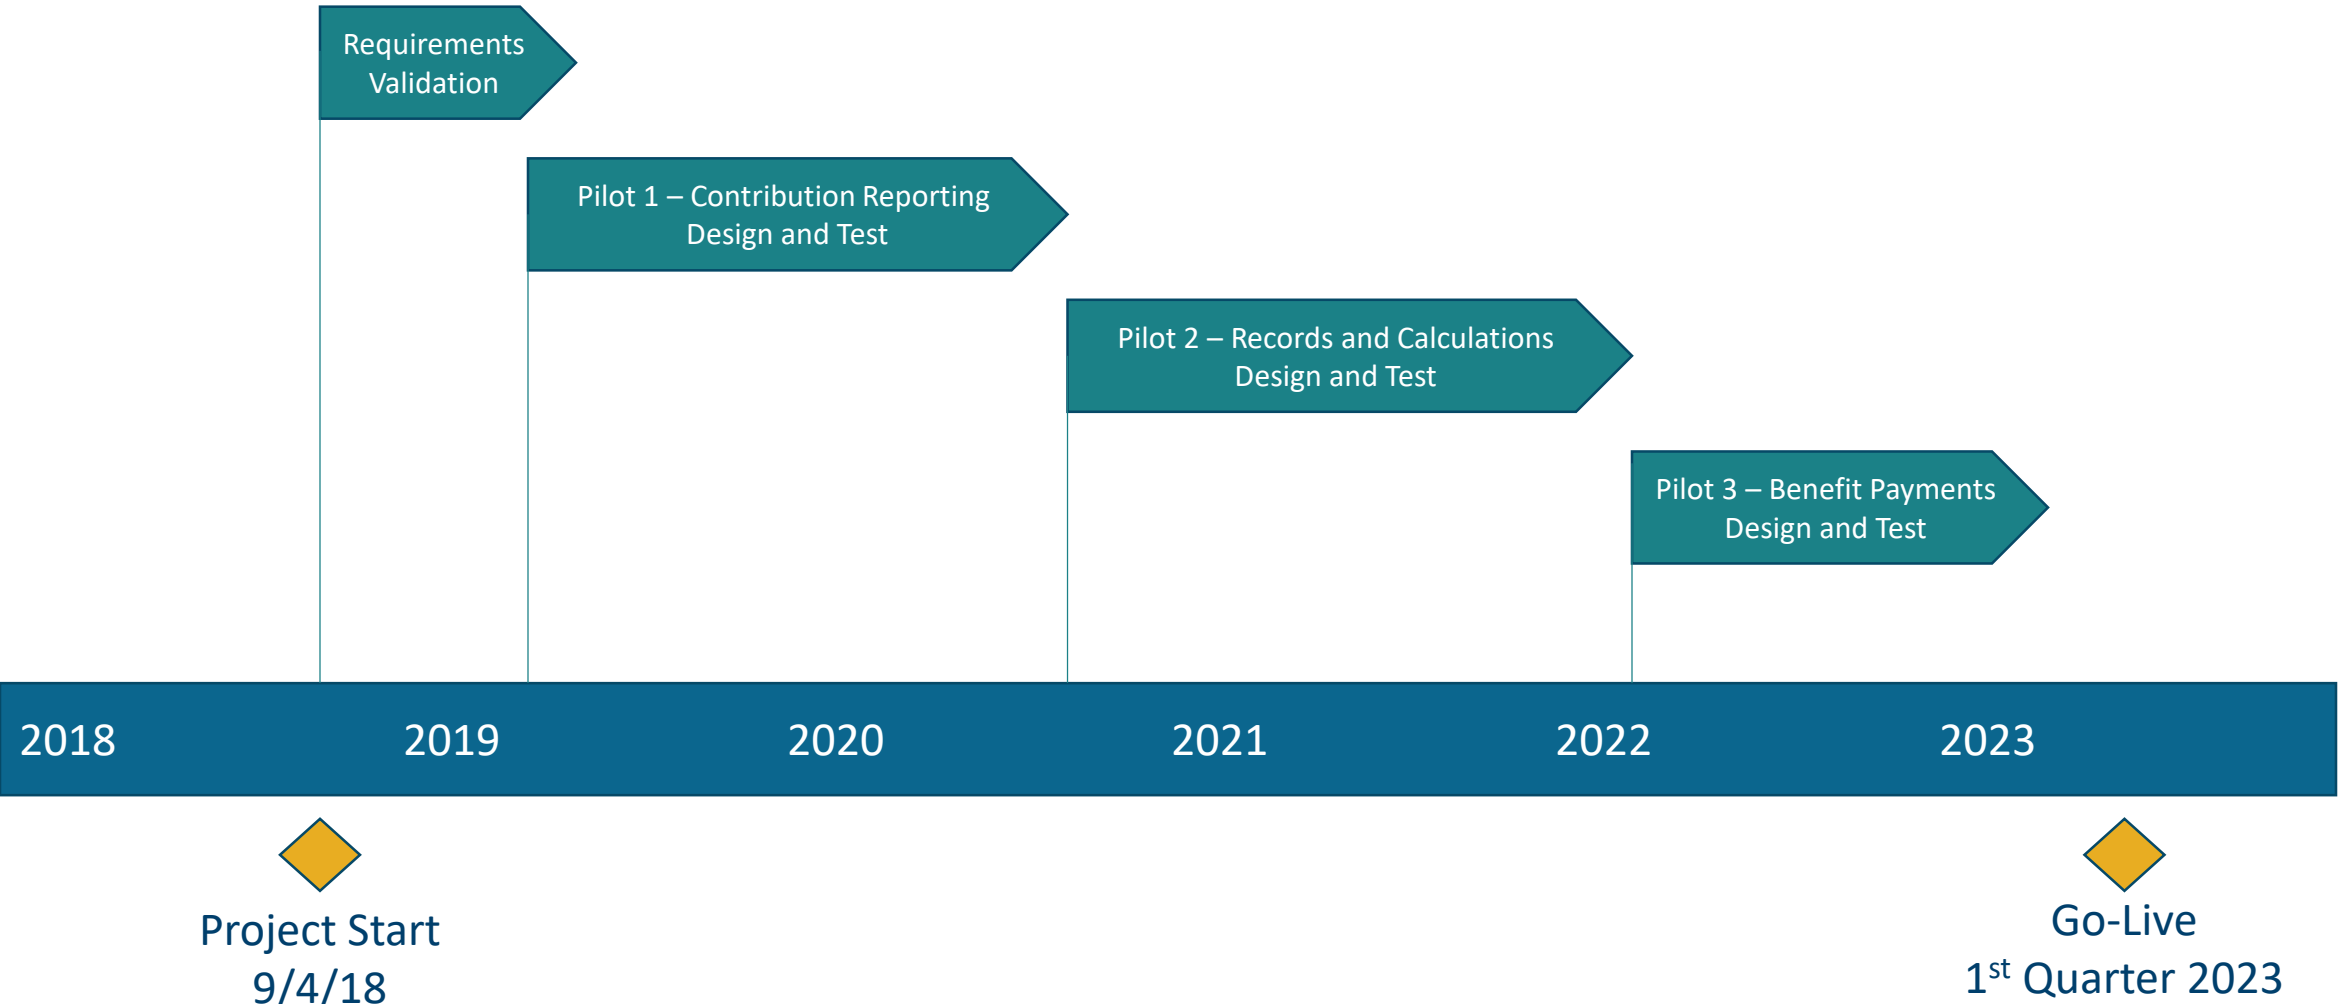 Requirements
Validation
Pilot 1 – Contribution Reporting
Design and Test
Pilot 2 – Records and Calculations
Design and Test
Pilot 3 – Benefit Payments
Design and Test
2018 2019 2020 2021 2022 2023
Project Start
9/4/18
Go-Live
1st Quarter 2023